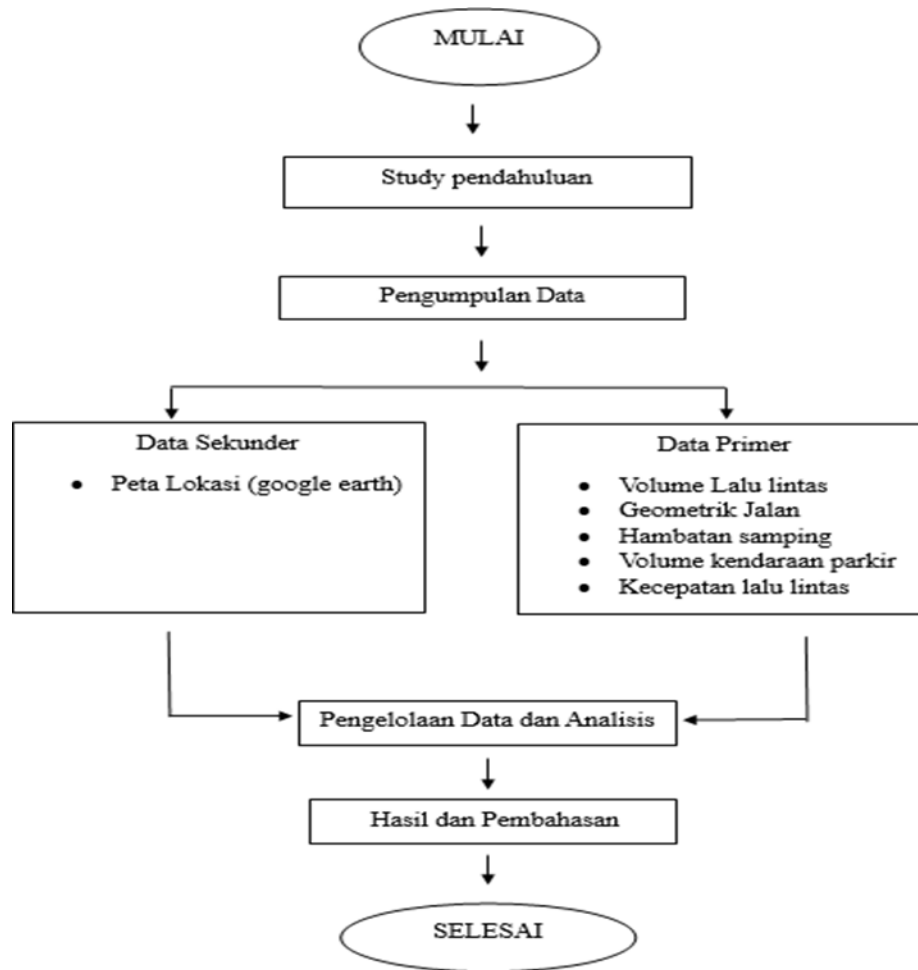 MULAI
Study pendahuluan
Pengumpulan Data
Data Sekunder
• Peta Lokasi (google earth)
Data Primer
• Volume Lalu lintas
• Geometrik Jalan
• Hambatan samping
• Volume kendaraan parkir
• Kecepatan lalu lintas
Pengelolaan Data dan Analisis
Hasil dan Pembahasan
SELESAI